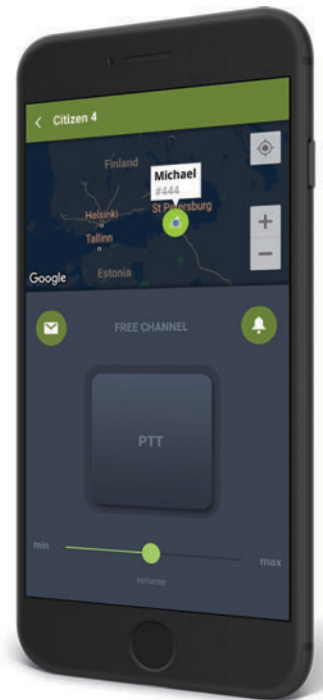 < Citizen 4
Finland
Michael
#444
Helsinki
St Petersburg
Tallinn
+
Estonia
−
Google
FREE CHANNEL
PTT
min
max
volume